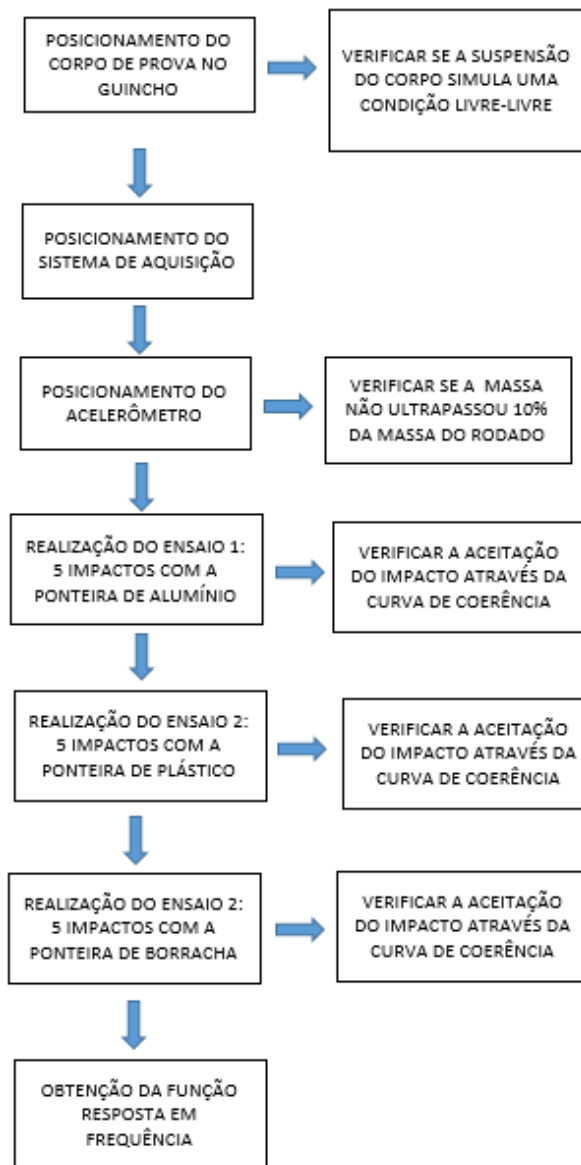 POSICIONAMENTO DO
CORPO DE PROVA NO
GUINCHO
VERIFICAR SE A SUSPENSÃO
DO CORPO SIMULA UMA
CONDIÇÃO LIVRE-LIVRE
POSICIONAMENTO DO
SISTEMA DE AQUISIÇÃO
POSICIONAMENTO DO
ACELERÔMETRO
VERIFICAR SE A MASSA
NÃO ULTRAPASSOU 10%
DA MASSA DO RODADO
REALIZAÇÃO DO ENSAIO 1:
5 IMPACTOS COM A
PONTEIRA DE ALUMÍNIO
VERIFICAR A ACEITAÇÃO
DO IMPACTO ATRAVÉS DA
CURVA DE COERÊNCIA
REALIZAÇÃO DO ENSAIO 2:
5 IMPACTOS COM A
PONTEIRA DE PLÁSTICO
VERIFICAR A ACEITAÇÃO
DO IMPACTO ATRAVÉS DA
CURVA DE COERÊNCIA
REALIZAÇÃO DO ENSAIO 2:
5 IMPACTOS COM A
PONTEIRA DE BORRACHA
VERIFICAR A ACEITAÇÃO
DO IMPACTO ATRAVÉS DA
CURVA DE COERÊNCIA
OBTENÇÃO DA FUNÇÃO
RESPOSTA EM
FREQUÊNCIA